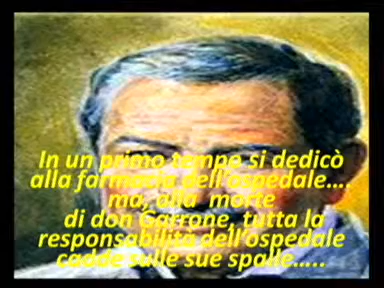 In un primo tempo si dedicò
alla farmacia dell'ospedale….
ma, alla morte
di don Garrone, tutta la
responsabilità dell'ospedale
cadde sulle sue spalle…..